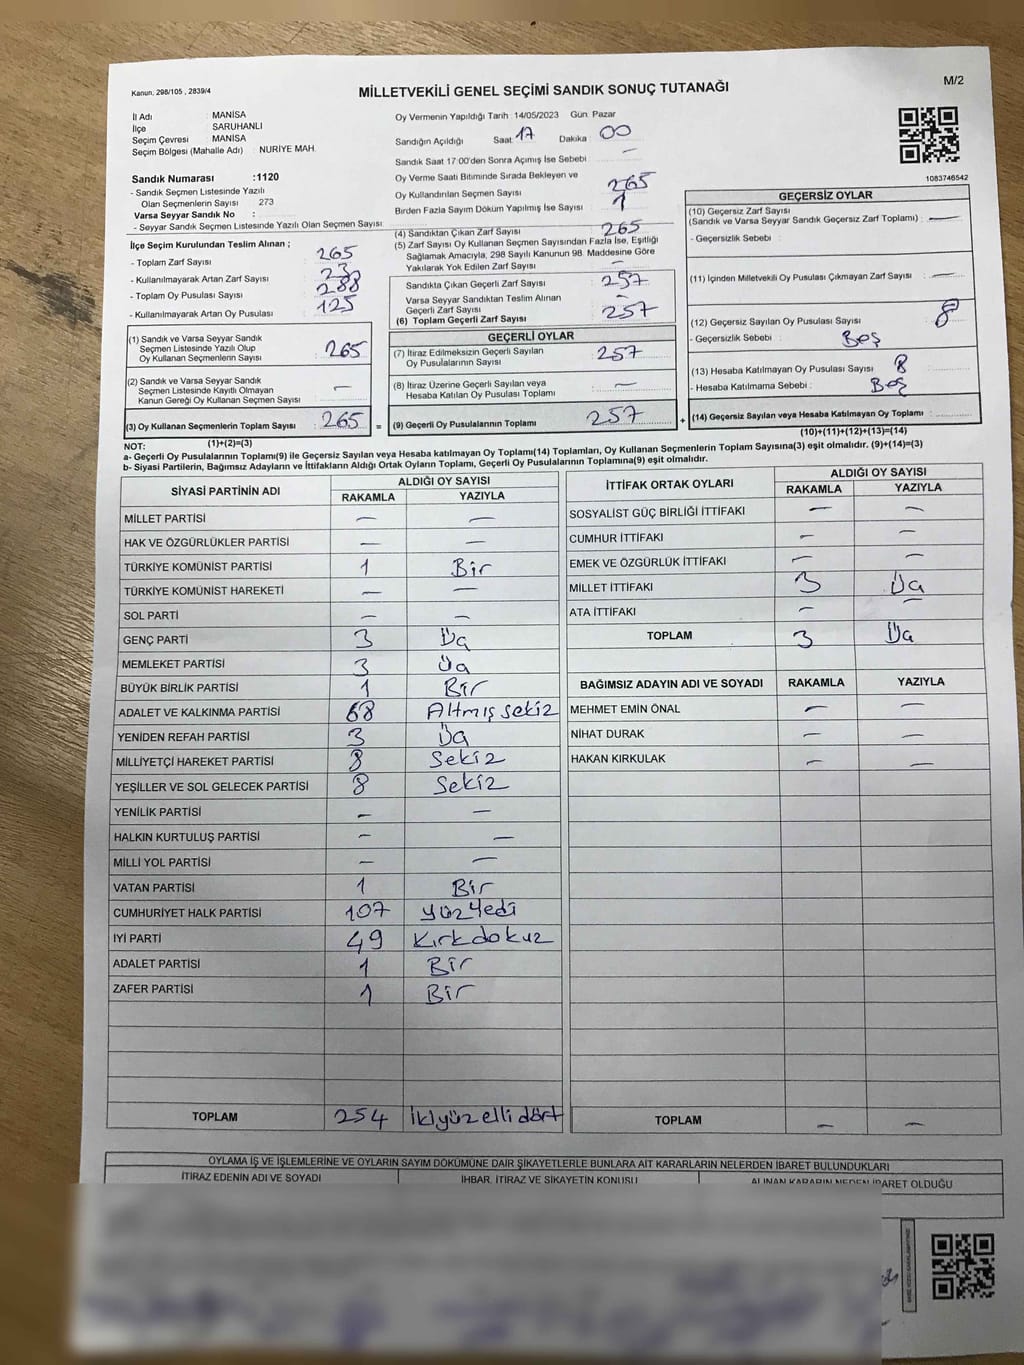 Kanun, 298/105 , 2839/4
MİLLETVEKİLİ GENEL SEÇİMİ SANDIK SONUÇ TUTANAĞI
M/2
İl Adı : MANİSA
İlçe : SARUHANLI
Seçim Çevresi : MANİSA
Seçim Bölgesi (Mahalle Adı) : NURİYE MAH.
Sandık Numarası :1120
- Sandık Seçmen Listesinde Yazılı
Olan Seçmenlerin Sayısı : 273
Varsa Seyyar Sandık No :
- Seyyar Sandık Seçmen Listesinde Yazılı Olan Seçmen Sayısı:
İlçe Seçim Kurulundan Teslim Alınan ;
- Toplam Zarf Sayısı : 265
- Kullanılmayarak Artan Zarf Sayısı : 23
- Toplam Oy Pusulası Sayısı : 288
- Kullanılmayarak Artan Oy Pusulası : 125
(1) Sandık ve Varsa Seyyar Sandık
Seçmen Listesinde Yazılı Olup
Oy Kullanan Seçmenlerin Sayısı : 265
(2) Sandık ve Varsa Seyyar Sandık
Seçmen Listesinde Kayıtlı Olmayan
Kanun Gereği Oy Kullanan Seçmen Sayısı : —
(3) Oy Kullanan Seçmenlerin Toplam Sayısı : 265
(1)+(2)=(3)
Oy Vermenin Yapıldığı Tarih : 14/05/2023 Gün: Pazar
Sandığın Açıldığı Saat: 17 Dakika: 00
Sandık Saat 17:00'den Sonra Açımış İse Sebebi : —
Oy Verme Saati Bitiminde Sırada Bekleyen ve
Oy Kullandırılan Seçmen Sayısı : 265
Birden Fazla Sayım Döküm Yapılmış İse Sayısı : 1
(4) Sandıktan Çıkan Zarf Sayısı : 265
(5) Zarf Sayısı Oy Kullanan Seçmen Sayısından Fazla İse, Eşitliği
Sağlamak Amacıyla, 298 Sayılı Kanunun 98. Maddesine Göre
Yakılarak Yok Edilen Zarf Sayısı : —
Sandıkta Çıkan Geçerli Zarf Sayısı : 257
Varsa Seyyar Sandıktan Teslim Alınan
Geçerli Zarf Sayısı : —
(6) Toplam Geçerli Zarf Sayısı : 257
GEÇERLİ OYLAR
(7) İtiraz Edilmeksizin Geçerli Sayılan
Oy Pusulalarının Sayısı : 257
(8) İtiraz Üzerine Geçerli Sayılan veya
Hesaba Katılan Oy Pusulası Toplamı : —
= (9) Geçerli Oy Pusulalarının Toplamı : 257 +
1083746542
GEÇERSİZ OYLAR
(10) Geçersiz Zarf Sayısı
(Sandık ve Varsa Seyyar Sandık Geçersiz Zarf Toplamı) : —
- Geçersizlik Sebebi :
(11) İçinden Milletvekili Oy Pusulası Çıkmayan Zarf Sayısı : —
(12) Geçersiz Sayılan Oy Pusulası Sayısı : 8
- Geçersizlik Sebebi : Boş
(13) Hesaba Katılmayan Oy Pusulası Sayısı : 8
- Hesaba Katılmama Sebebi : Boş
(14) Geçersiz Sayılan veya Hesaba Katılmayan Oy Toplamı :
(10)+(11)+(12)+(13)=(14)
NOT:
a- Geçerli Oy Pusulalarının Toplamı(9) ile Geçersiz Sayılan veya Hesaba katılmayan Oy Toplamı(14) Toplamları, Oy Kullanan Seçmenlerin Toplam Sayısına(3) eşit olmalıdır. (9)+(14)=(3)
b- Siyasi Partilerin, Bağımsız Adayların ve İttifakların Aldığı Ortak Oyların Toplamı, Geçerli Oy Pusulalarının Toplamına(9) eşit olmalıdır.
SİYASİ PARTİNİN ADI ALDIĞI OY SAYISI
RAKAMLA YAZIYLA
MİLLET PARTİSİ — —
HAK VE ÖZGÜRLÜKLER PARTİSİ — —
TÜRKİYE KOMÜNİST PARTİSİ 1 Bir
TÜRKİYE KOMÜNİST HAREKETİ — —
SOL PARTİ — —
GENÇ PARTİ 3 Üç
MEMLEKET PARTİSİ 3 Üç
BÜYÜK BİRLİK PARTİSİ 1 Bir
ADALET VE KALKINMA PARTİSİ 68 Altmış sekiz
YENİDEN REFAH PARTİSİ 3 Üç
MİLLİYETÇİ HAREKET PARTİSİ 8 Sekiz
YEŞİLLER VE SOL GELECEK PARTİSİ 8 Sekiz
YENİLİK PARTİSİ — —
HALKIN KURTULUŞ PARTİSİ — —
MİLLİ YOL PARTİSİ — —
VATAN PARTİSİ 1 Bir
CUMHURİYET HALK PARTİSİ 107 Yüz Yedi
İYİ PARTİ 49 Kırkdokuz
ADALET PARTİSİ 1 Bir
ZAFER PARTİSİ 1 Bir
TOPLAM 254 İkiyüz elli dört
İTTİFAK ORTAK OYLARI ALDIĞI OY SAYISI
RAKAMLA YAZIYLA
SOSYALİST GÜÇ BİRLİĞİ İTTİFAKI — —
CUMHUR İTTİFAKI — —
EMEK VE ÖZGÜRLÜK İTTİFAKI — —
MİLLET İTTİFAKI 3 Üç
ATA İTTİFAKI — —
TOPLAM 3 Üç
BAĞIMSIZ ADAYIN ADI VE SOYADI RAKAMLA YAZIYLA
MEHMET EMİN ÖNAL — —
NİHAT DURAK — —
HAKAN KIRKULAK — —
TOPLAM — —
OYLAMA İŞ VE İŞLEMLERİNE VE OYLARIN SAYIM DÖKÜMÜNE DAİR ŞİKAYETLERLE BUNLARA AİT KARARLARIN NELERDEN İBARET BULUNDUKLARI
İTİRAZ EDENİN ADI VE SOYADI İHBAR, İTİRAZ VE ŞİKAYETİN KONUSU ALINAN KARARIN NEDEN İBARET OLDUĞU